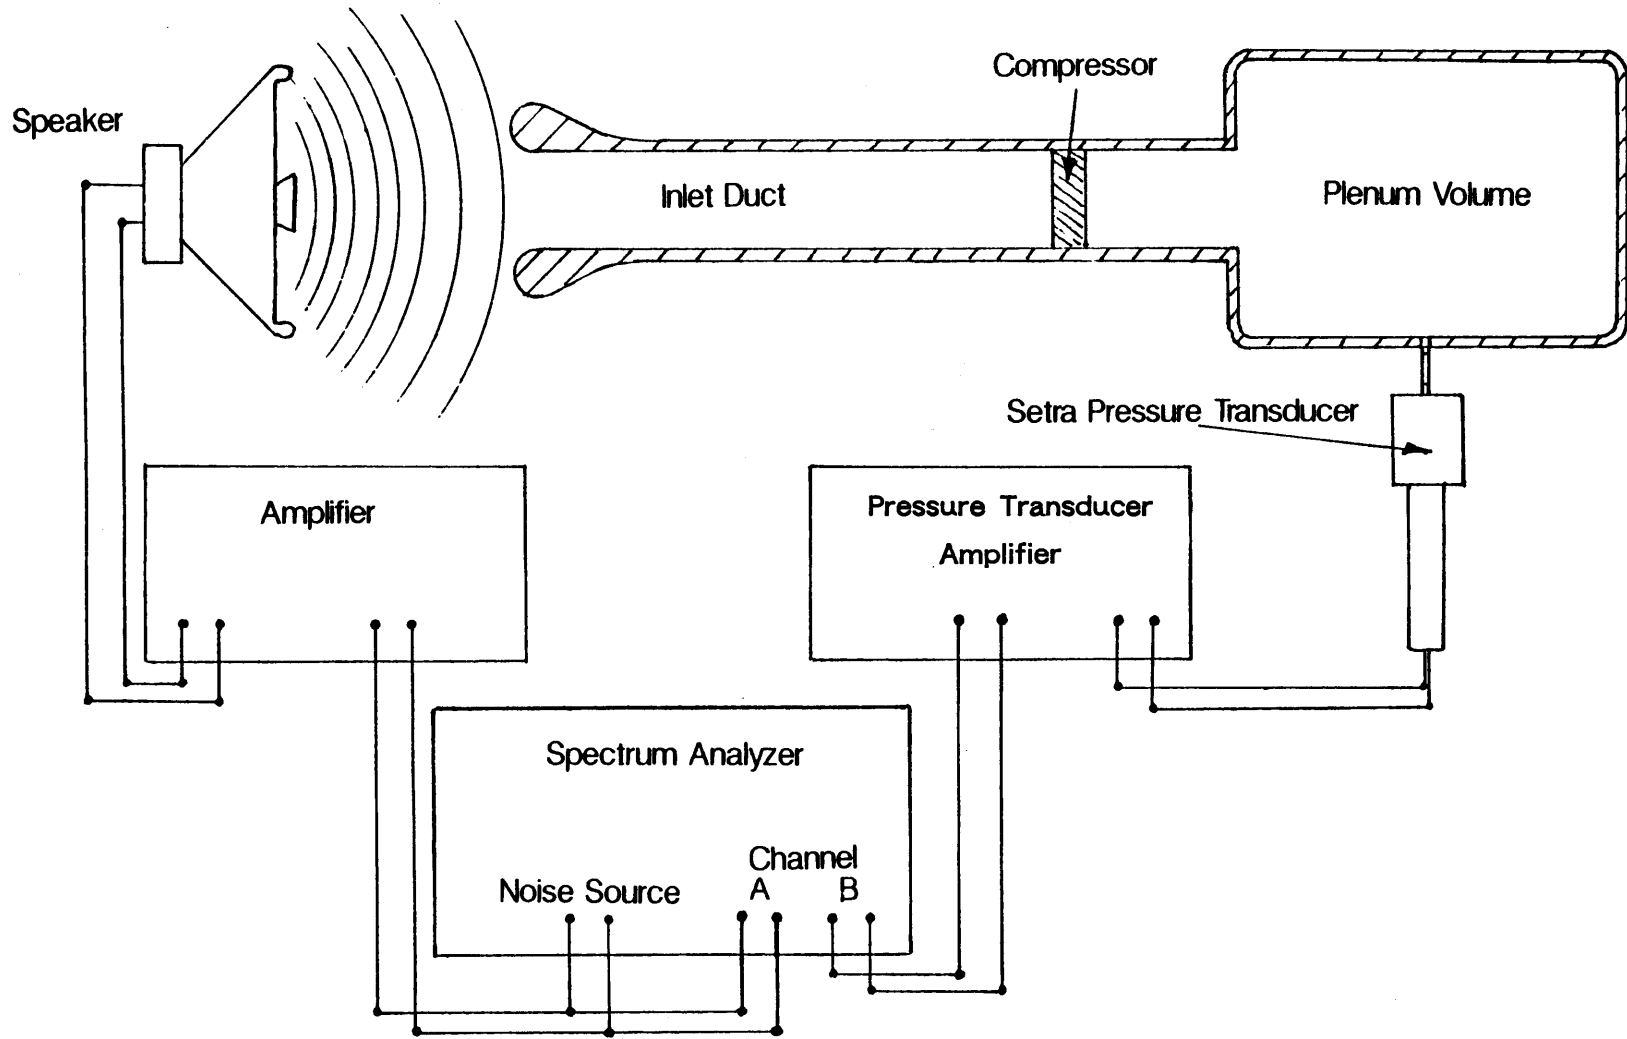 Compressor
Speaker
Inlet Duct
Plenum Volume
Setra Pressure Transducer
Amplifier
Pressure Transducer
Amplifier
Spectrum Analyzer
Channel
Noise Source A B